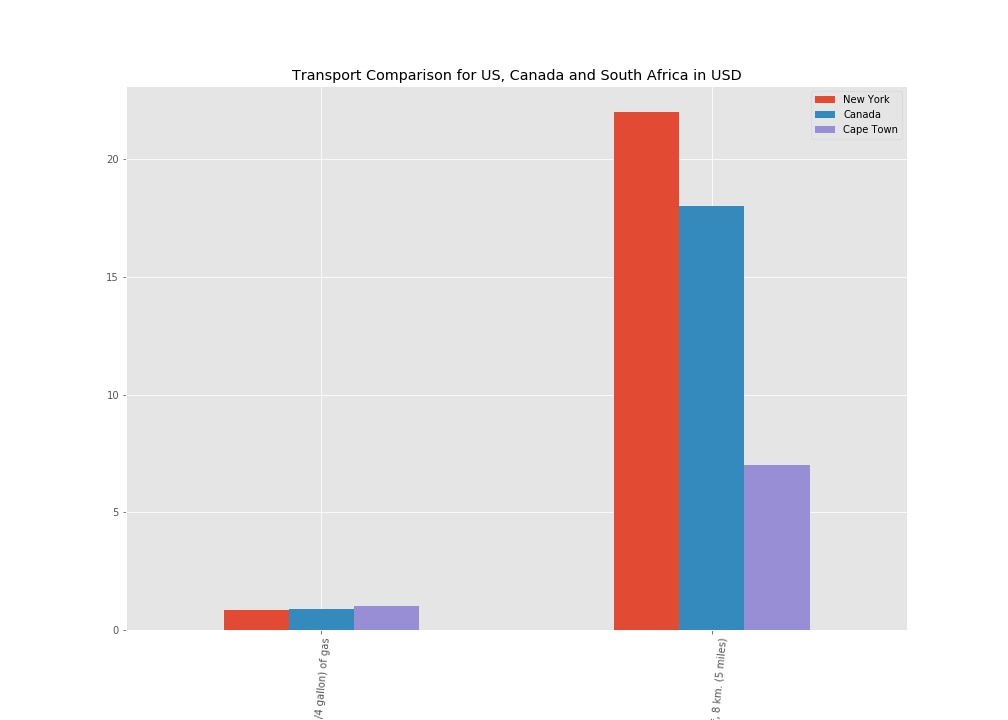 Transport Comparison for US, Canada and South Africa in USD
New York
Canada
Cape Town
20
15
10
5
0
/4 gallon) of gas
, 8 km. (5 miles)